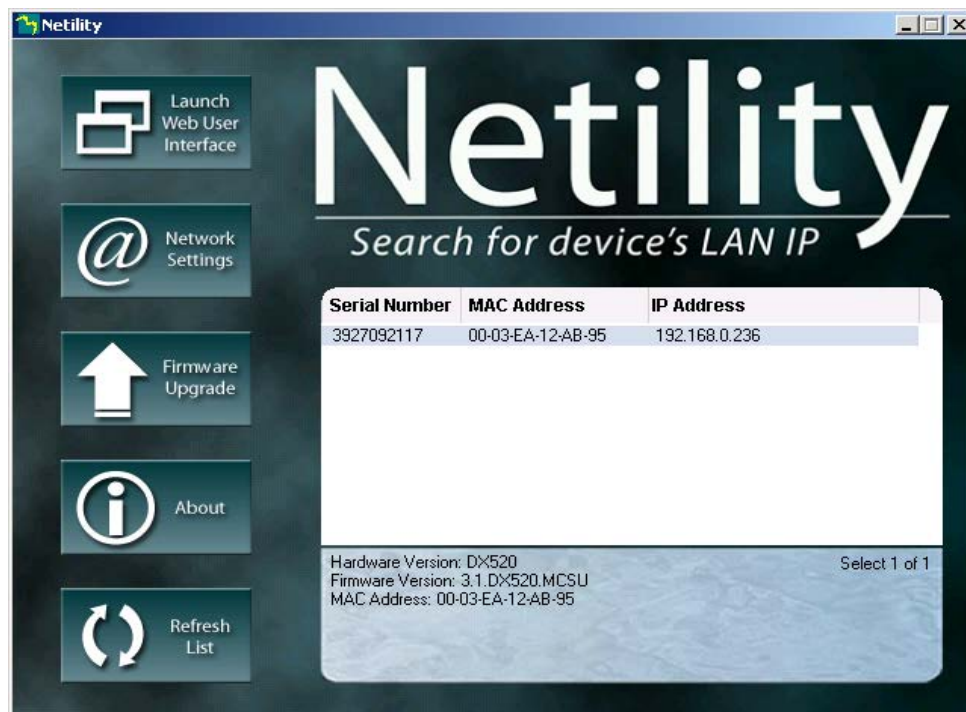 Netility
Launch
Web User
Interface
Network
Settings
Firmware
Upgrade
About
Refresh
List
Netility
Search for device's LAN IP
Serial Number MAC Address IP Address
3927092117 00-03-EA-12-AB-95 192.168.0.236
Hardware Version: DX520 Select 1 of 1
Firmware Version: 3.1.DX520.MCSU
MAC Address: 00-03-EA-12-AB-95